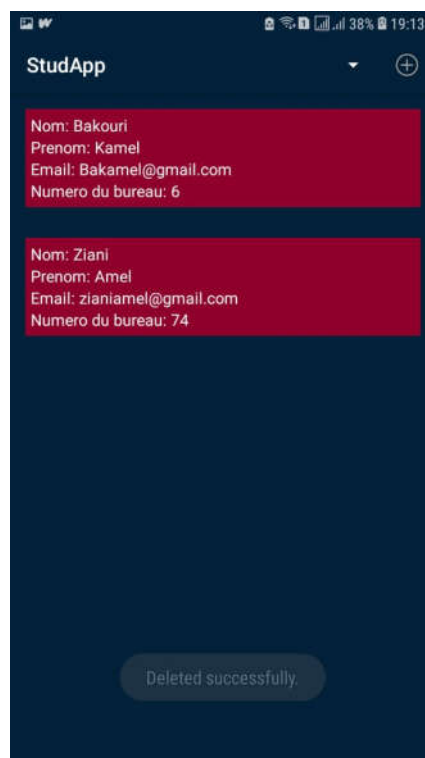 38% 19:13
StudApp
Nom: Bakouri
Prenom: Kamel
Email: Bakamel@gmail.com
Numero du bureau: 6
Nom: Ziani
Prenom: Amel
Email: zianiamel@gmail.com
Numero du bureau: 74
Deleted successfully.